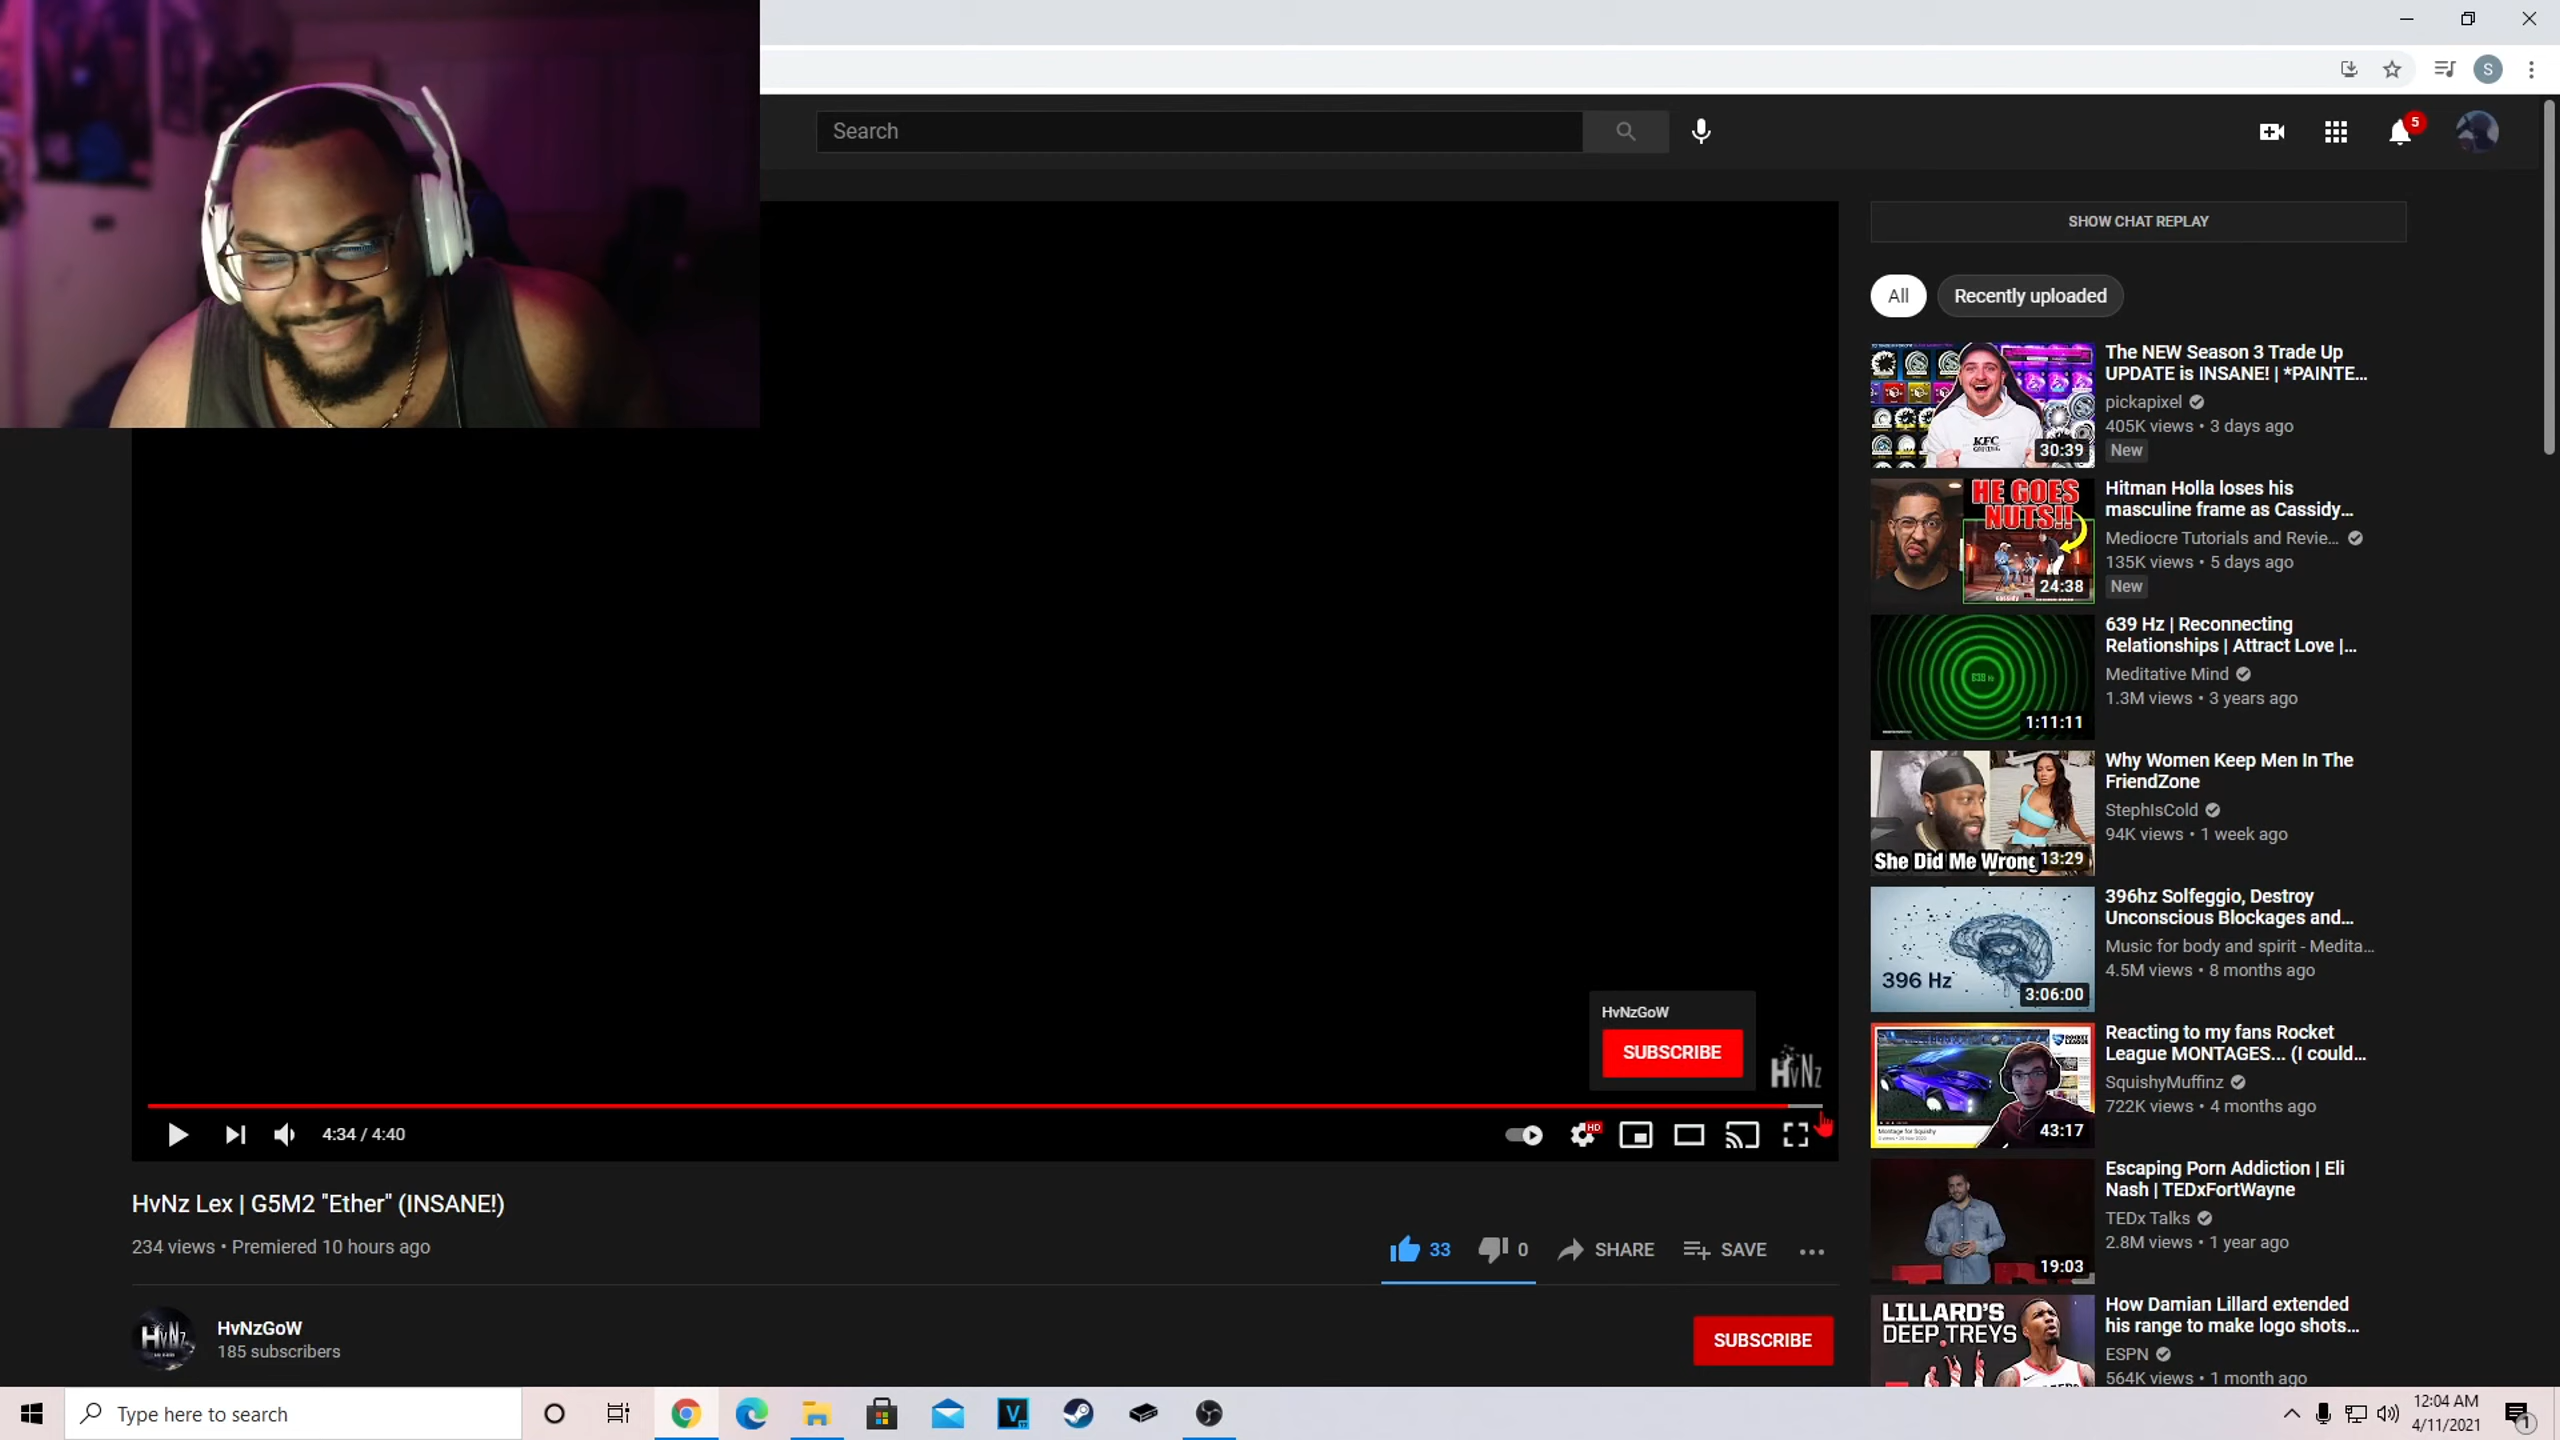 S
Search
5
SHOW CHAT REPLAY
All
Recently uploaded
The NEW Season 3 Trade Up
UPDATE is INSANE! | *PAINTE...
pickapixel
405K views • 3 days ago
New
KFC
30:39
Hitman Holla loses his
masculine frame as Cassidy...
Mediocre Tutorials and Revie...
135K views • 5 days ago
New
HE GOES
NUTS!!
24:38
639 Hz | Reconnecting
Relationships | Attract Love |...
Meditative Mind
1.3M views • 3 years ago
1:11:11
Why Women Keep Men In The
FriendZone
StephIsCold
94K views • 1 week ago
She Did Me Wrong
13:29
396hz Solfeggio, Destroy
Unconscious Blockages and...
Music for body and spirit - Medita...
4.5M views • 8 months ago
396 Hz
3:06:00
Reacting to my fans Rocket
League MONTAGES... (I could...
SquishyMuffinz
722K views • 4 months ago
43:17
Escaping Porn Addiction | Eli
Nash | TEDxFortWayne
TEDx Talks
2.8M views • 1 year ago
19:03
How Damian Lillard extended
his range to make logo shots...
ESPN
564K views • 1 month ago
LILLARD'S
DEEP TREYS
HvNzGoW
SUBSCRIBE
HvNz
4:34 / 4:40
HD
HvNz Lex | G5M2 "Ether" (INSANE!)
234 views • Premiered 10 hours ago
33
0
SHARE
SAVE
HvNz
HvNzGoW
185 subscribers
SUBSCRIBE
Type here to search
V
12:04 AM
4/11/2021
1